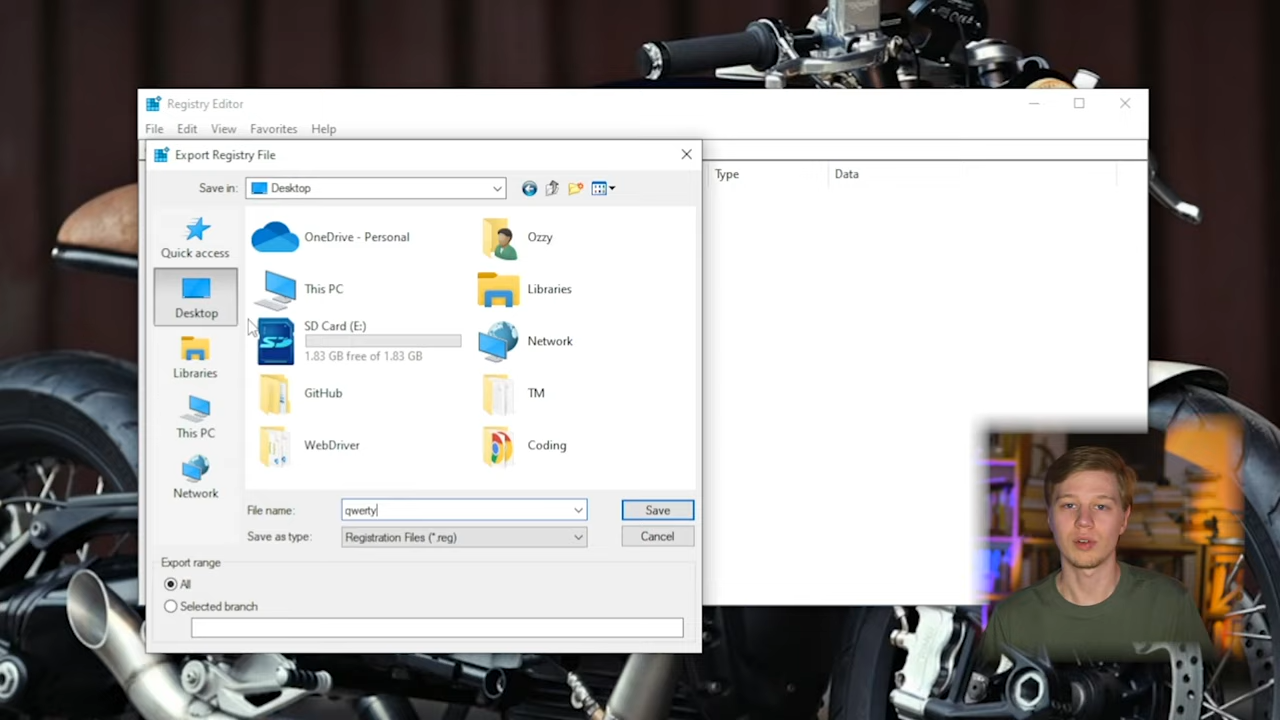 Registry Editor
File Edit View Favorites Help
Export Registry File
Type Data
Save in: Desktop
Quick access
Desktop
Libraries
This PC
Network
OneDrive - Personal
Ozzy
This PC
Libraries
SD Card (E:)
1.83 GB free of 1.83 GB
Network
GitHub
TM
WebDriver
Coding
File name: qwerty
Save
Save as type: Registration Files (*.reg)
Cancel
Export range
All
Selected branch